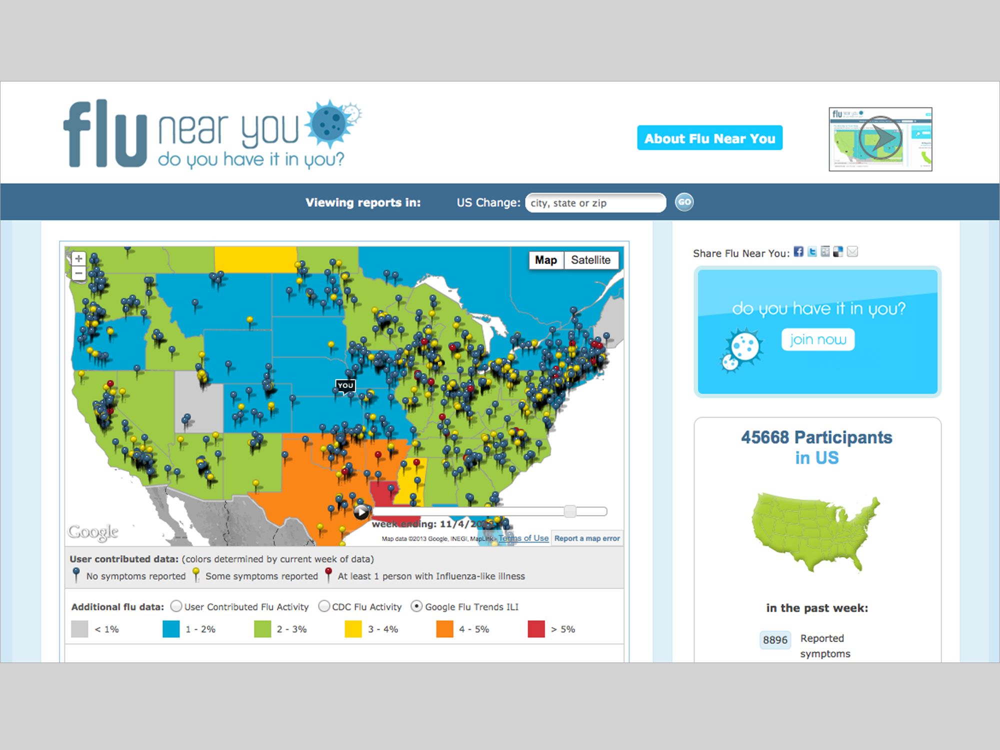 flu near you
do you have it in you?
About Flu Near You
flu near you
Viewing reports in: US Change: city, state or zip GO
+
−
Map Satellite
YOU
week ending: 11/4/20
Google
Map data ©2013 Google, INEGI, MapLink - Terms of Use Report a map error
User contributed data: (colors determined by current week of data)
No symptoms reported Some symptoms reported At least 1 person with Influenza-like illness
Additional flu data: User Contributed Flu Activity CDC Flu Activity Google Flu Trends ILI
< 1% 1 - 2% 2 - 3% 3 - 4% 4 - 5% > 5%
Share Flu Near You:
do you have it in you?
join now
45668 Participants
in US
in the past week:
8896 Reported
symptoms